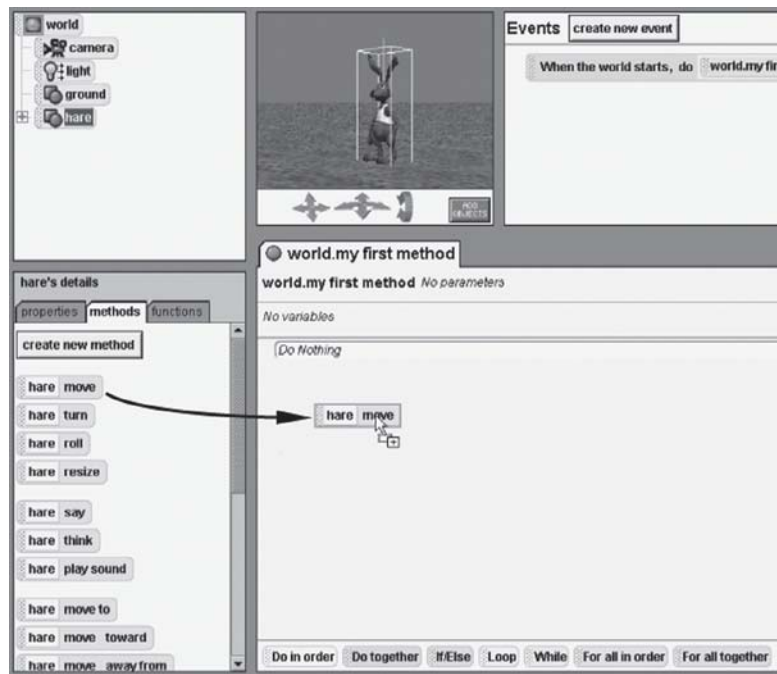 world
camera
light
ground
hare
ADD
OBJECTS
Events create new event
When the world starts, do world.my fir
hare's details
properties methods functions
create new method
hare move
hare turn
hare roll
hare resize
hare say
hare think
hare play sound
hare move to
hare move toward
hare move away from
world.my first method
world.my first method No parameters
No variables
Do Nothing
hare move
Do in order Do together If/Else Loop While For all in order For all together